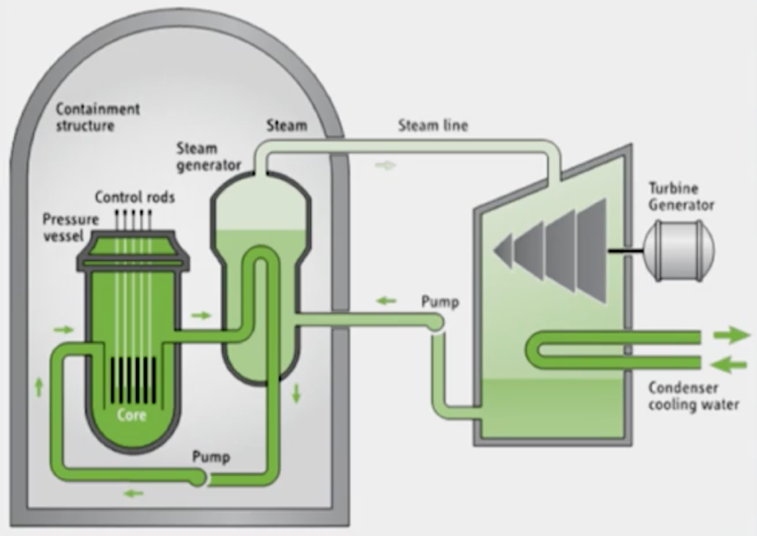 Containment
structure
Steam
Steam line
Steam
generator
Control rods
Pressure
vessel
Turbine
Generator
Pump
Condenser
cooling water
Core
Pump